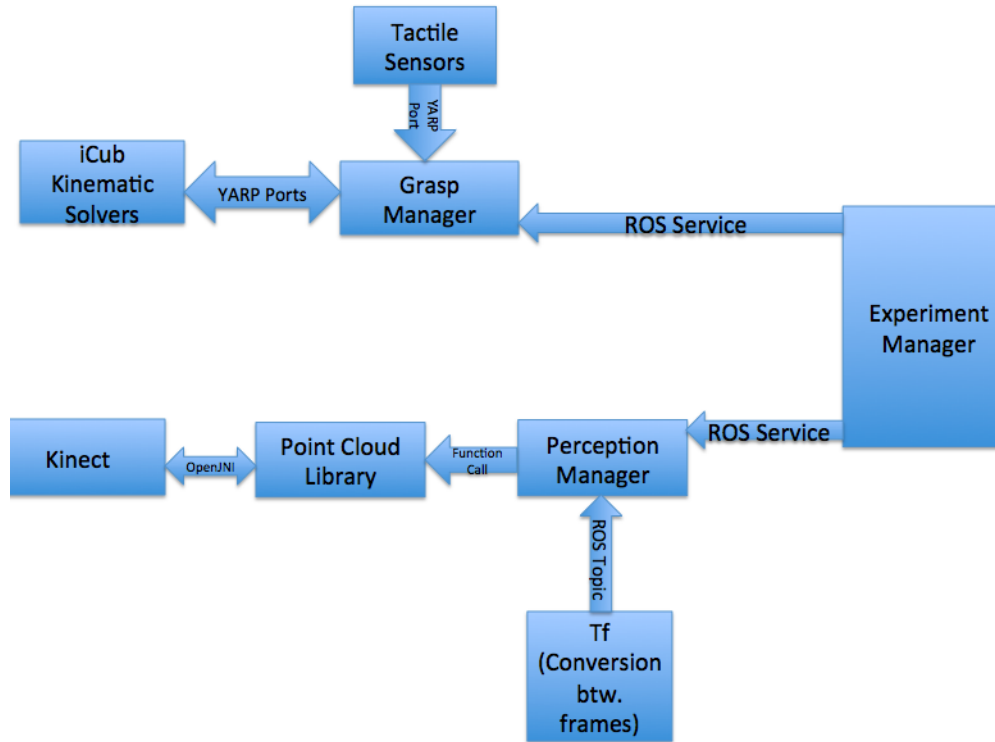 Tactile
Sensors
YARP
Port
iCub
Kinematic
Solvers
YARP Ports
Grasp
Manager
ROS Service
Experiment
Manager
Kinect
OpenJNI
Point Cloud
Library
Function
Call
Perception
Manager
ROS Service
ROS Topic
Tf
(Conversion
btw.
frames)